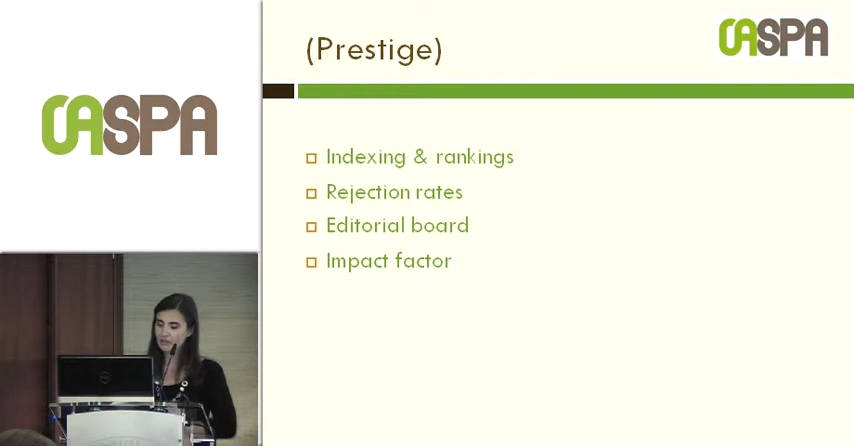 OASPA
(Prestige)
OASPA
Indexing & rankings
Rejection rates
Editorial board
Impact factor